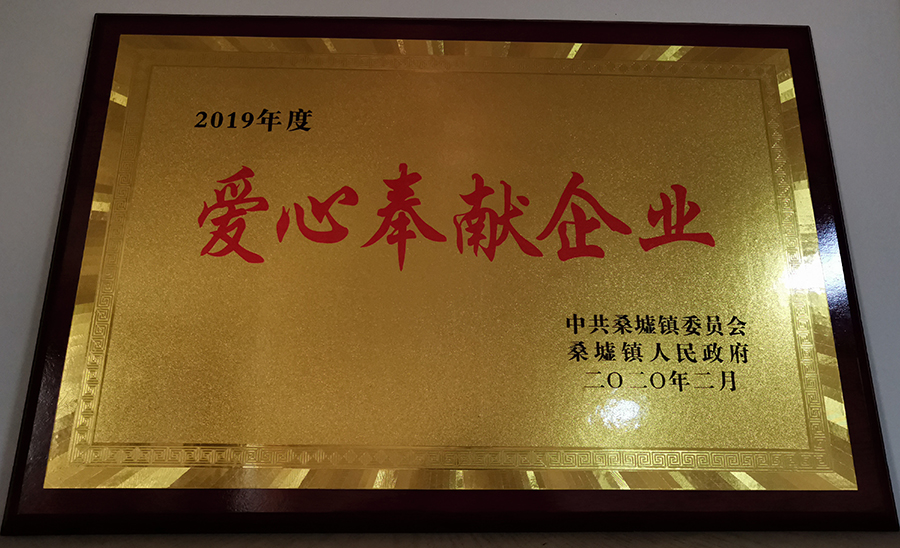 2019年度
爱心奉献企业
中共桑墟镇委员会
桑墟镇人民政府
二〇二〇年二月